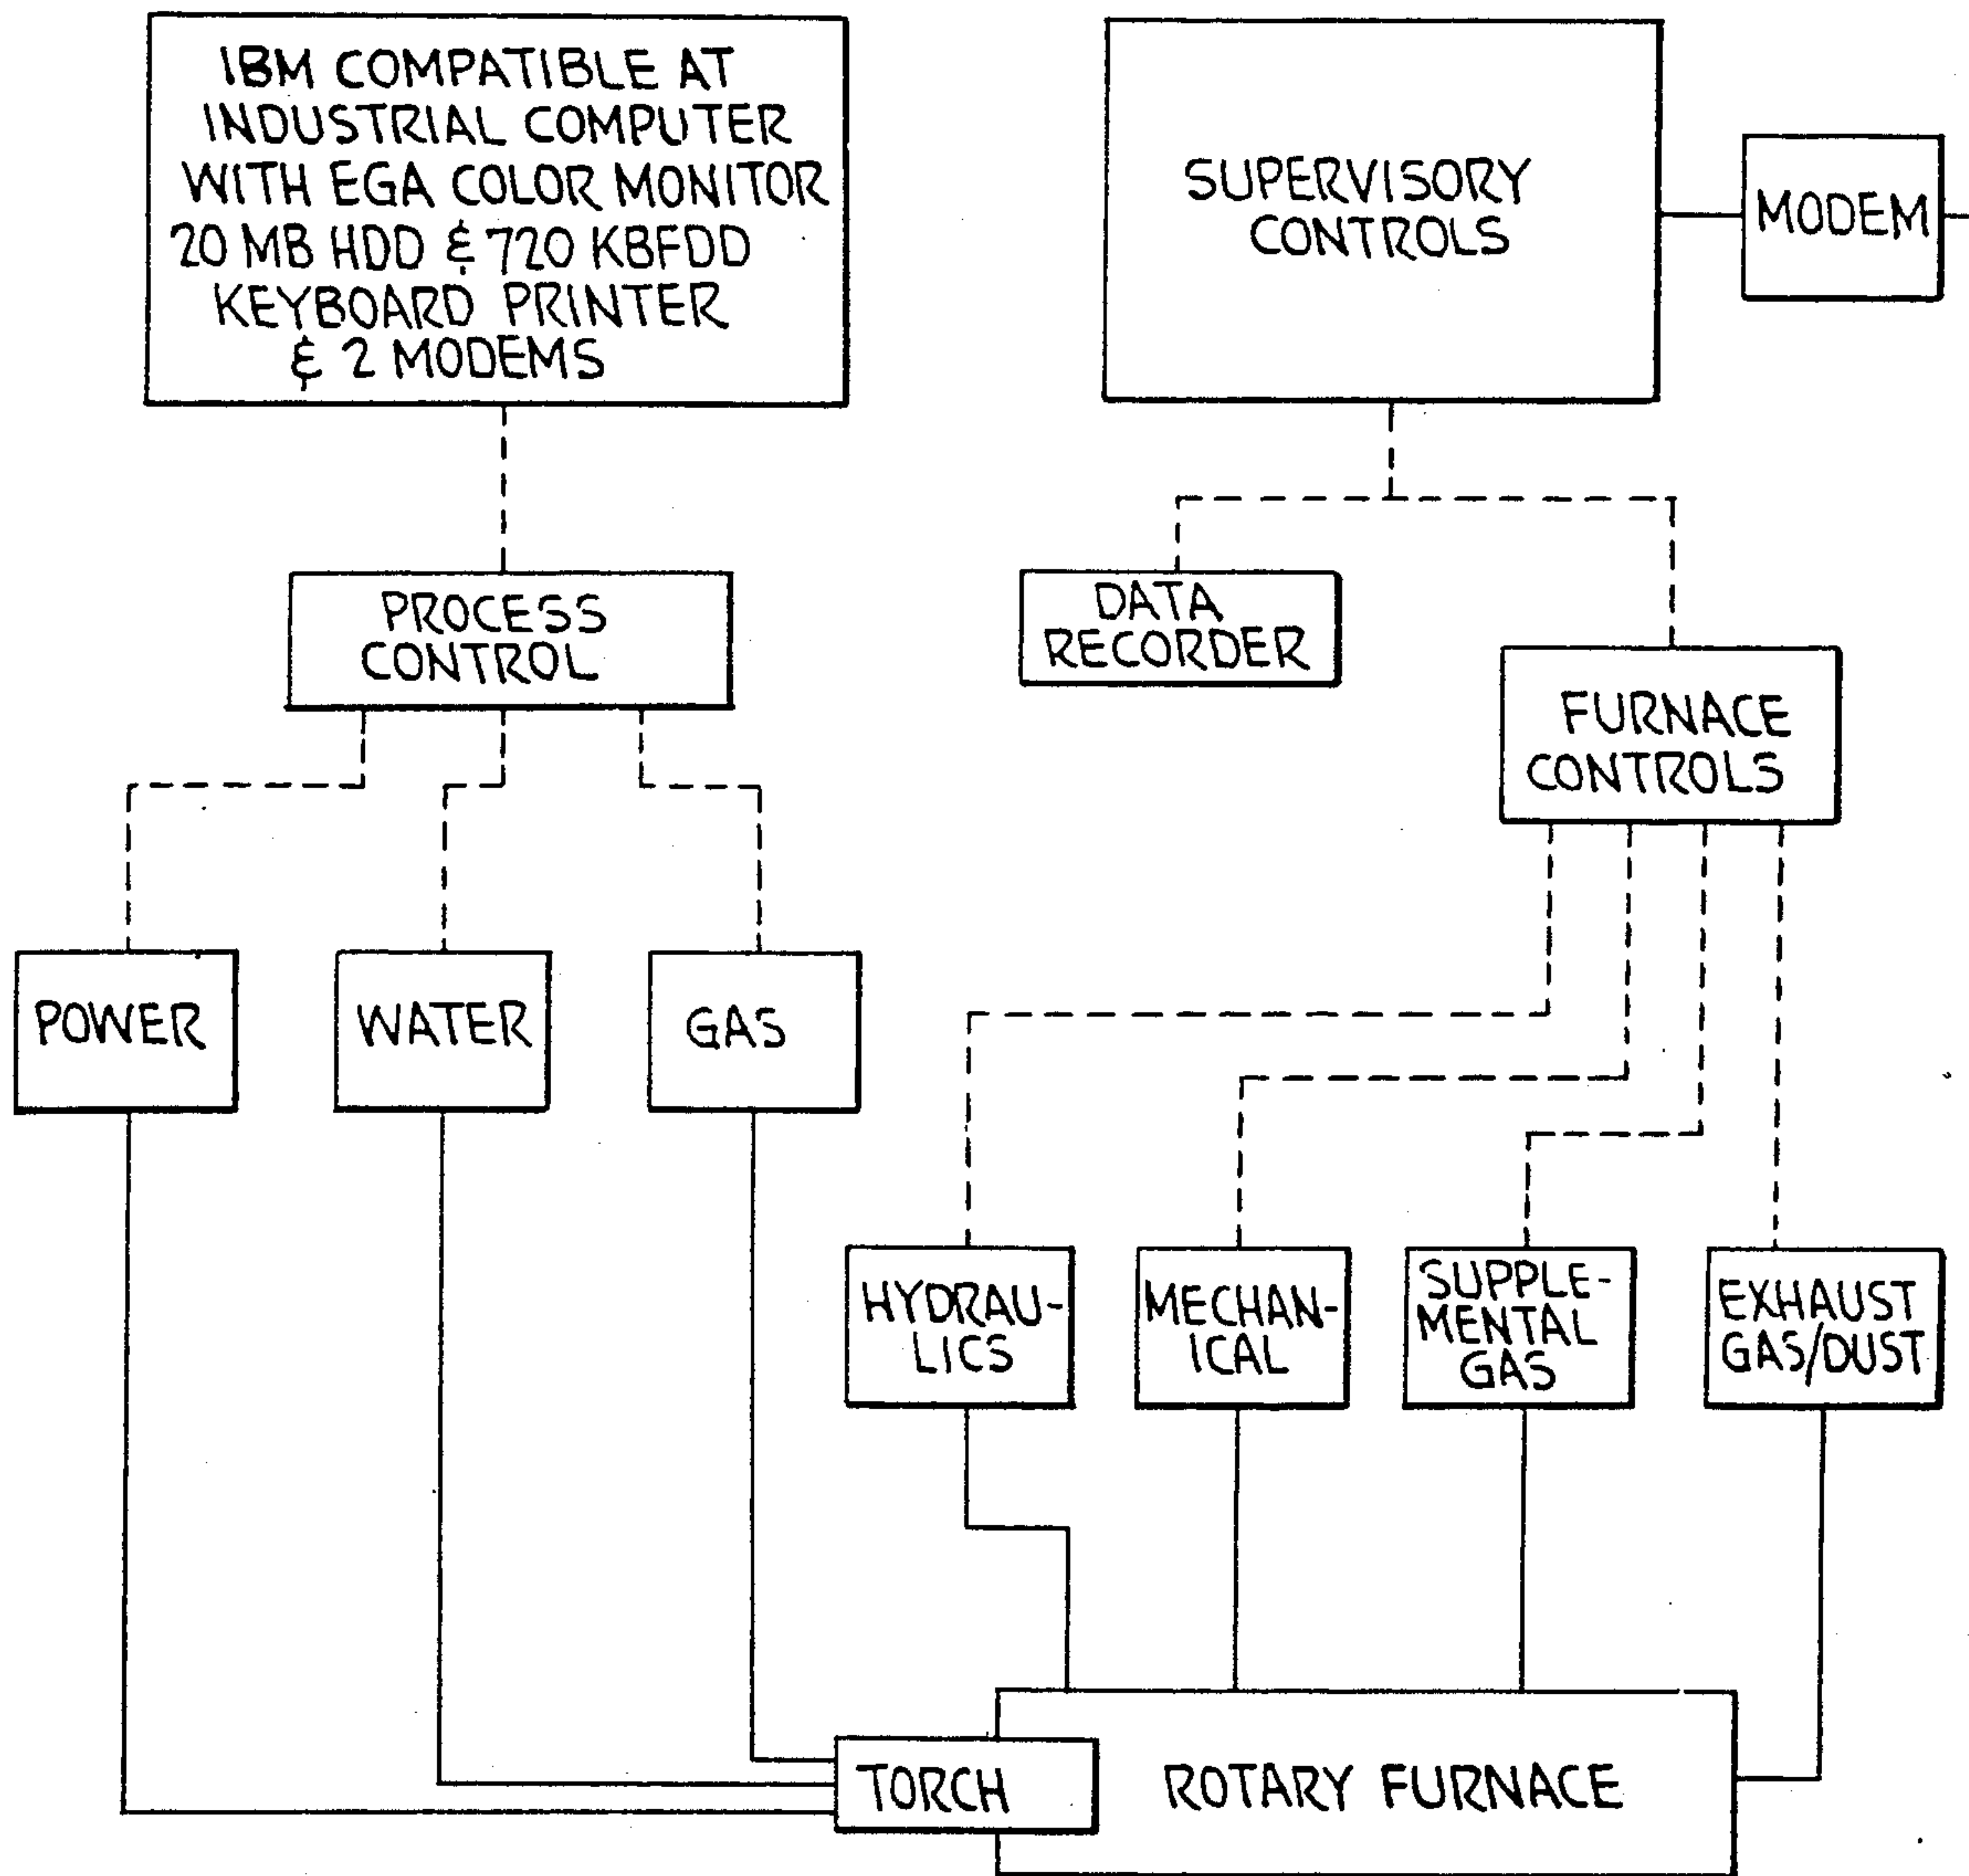 IBM COMPATIBLE AT
INDUSTRIAL COMPUTER
WITH EGA COLOR MONITOR
20 MB HDD & 720 KBFDD
KEYBOARD PRINTER
& 2 MODEMS
SUPERVISORY
CONTROLS
MODEM
PROCESS
CONTROL
DATA
RECORDER
FURNACE
CONTROLS
POWER
WATER
GAS
HYDRAU-
LICS
MECHAN-
ICAL
SUPPLE-
MENTAL
GAS
EXHAUST
GAS/DUST
TORCH
ROTARY FURNACE